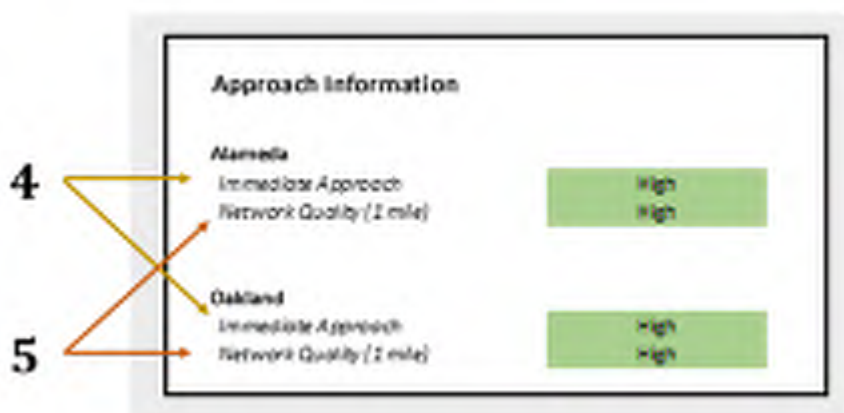 Approach Information
Alameda
4 Immediate Approach High
Network Quality (1 mile) High
Oakland
Immediate Approach High
5 Network Quality (1 mile) High